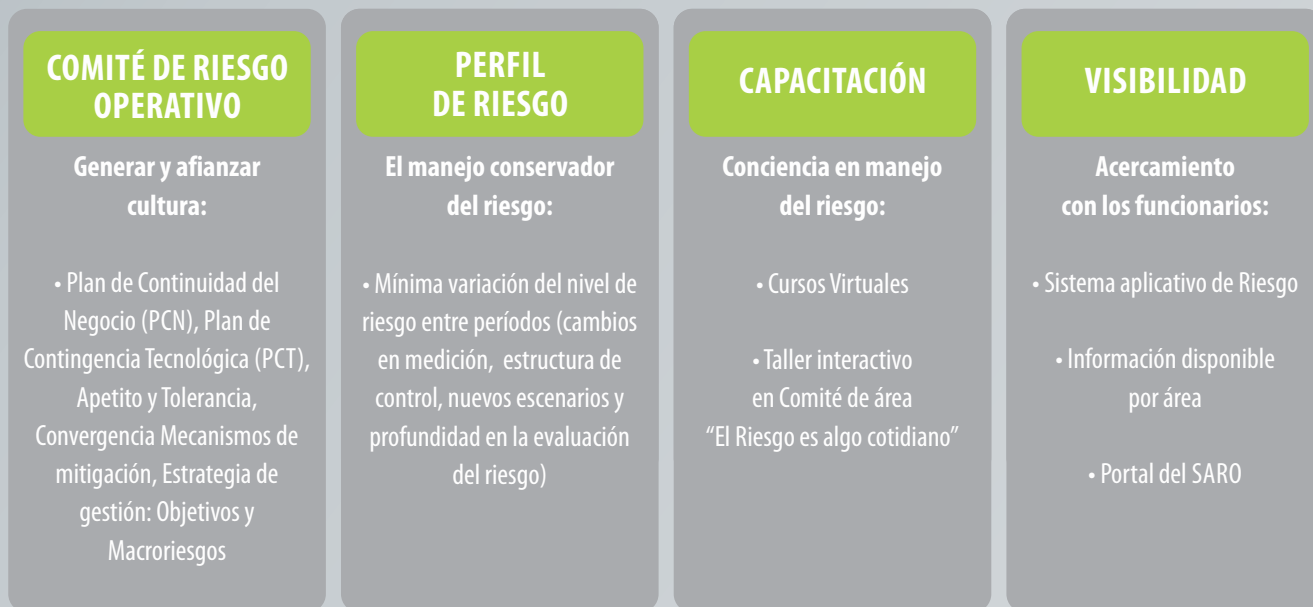 COMITÉ DE RIESGO
OPERATIVO
Generar y afianzar
cultura:
• Plan de Continuidad del
Negocio (PCN), Plan de
Contingencia Tecnológica (PCT),
Apetito y Tolerancia,
Convergencia Mecanismos de
mitigación, Estrategia de
gestión: Objetivos y
Macroriesgos
PERFIL
DE RIESGO
El manejo conservador
del riesgo:
• Mínima variación del nivel de
riesgo entre períodos (cambios
en medición, estructura de
control, nuevos escenarios y
profundidad en la evaluación
del riesgo)
CAPACITACIÓN
Conciencia en manejo
del riesgo:
• Cursos Virtuales
• Taller interactivo
en Comité de área
“El Riesgo es algo cotidiano”
VISIBILIDAD
Acercamiento
con los funcionarios:
• Sistema aplicativo de Riesgo
• Información disponible
por área
• Portal del SARO